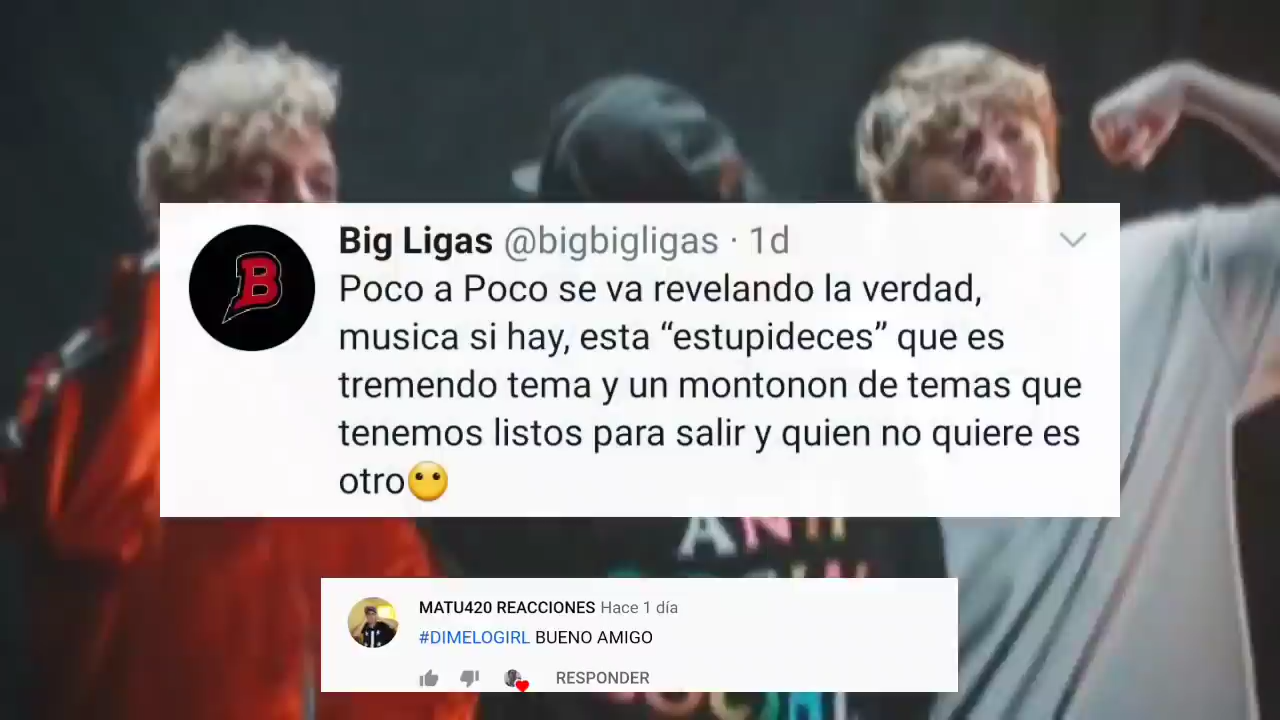 B
Big Ligas @bigbigligas · 1d
Poco a Poco se va revelando la verdad,
musica si hay, esta “estupideces” que es
tremendo tema y un montonon de temas que
tenemos listos para salir y quien no quiere es
otro😶
ANTI
MATU420 REACCIONES Hace 1 día
#DIMELOGIRL BUENO AMIGO
RESPONDER